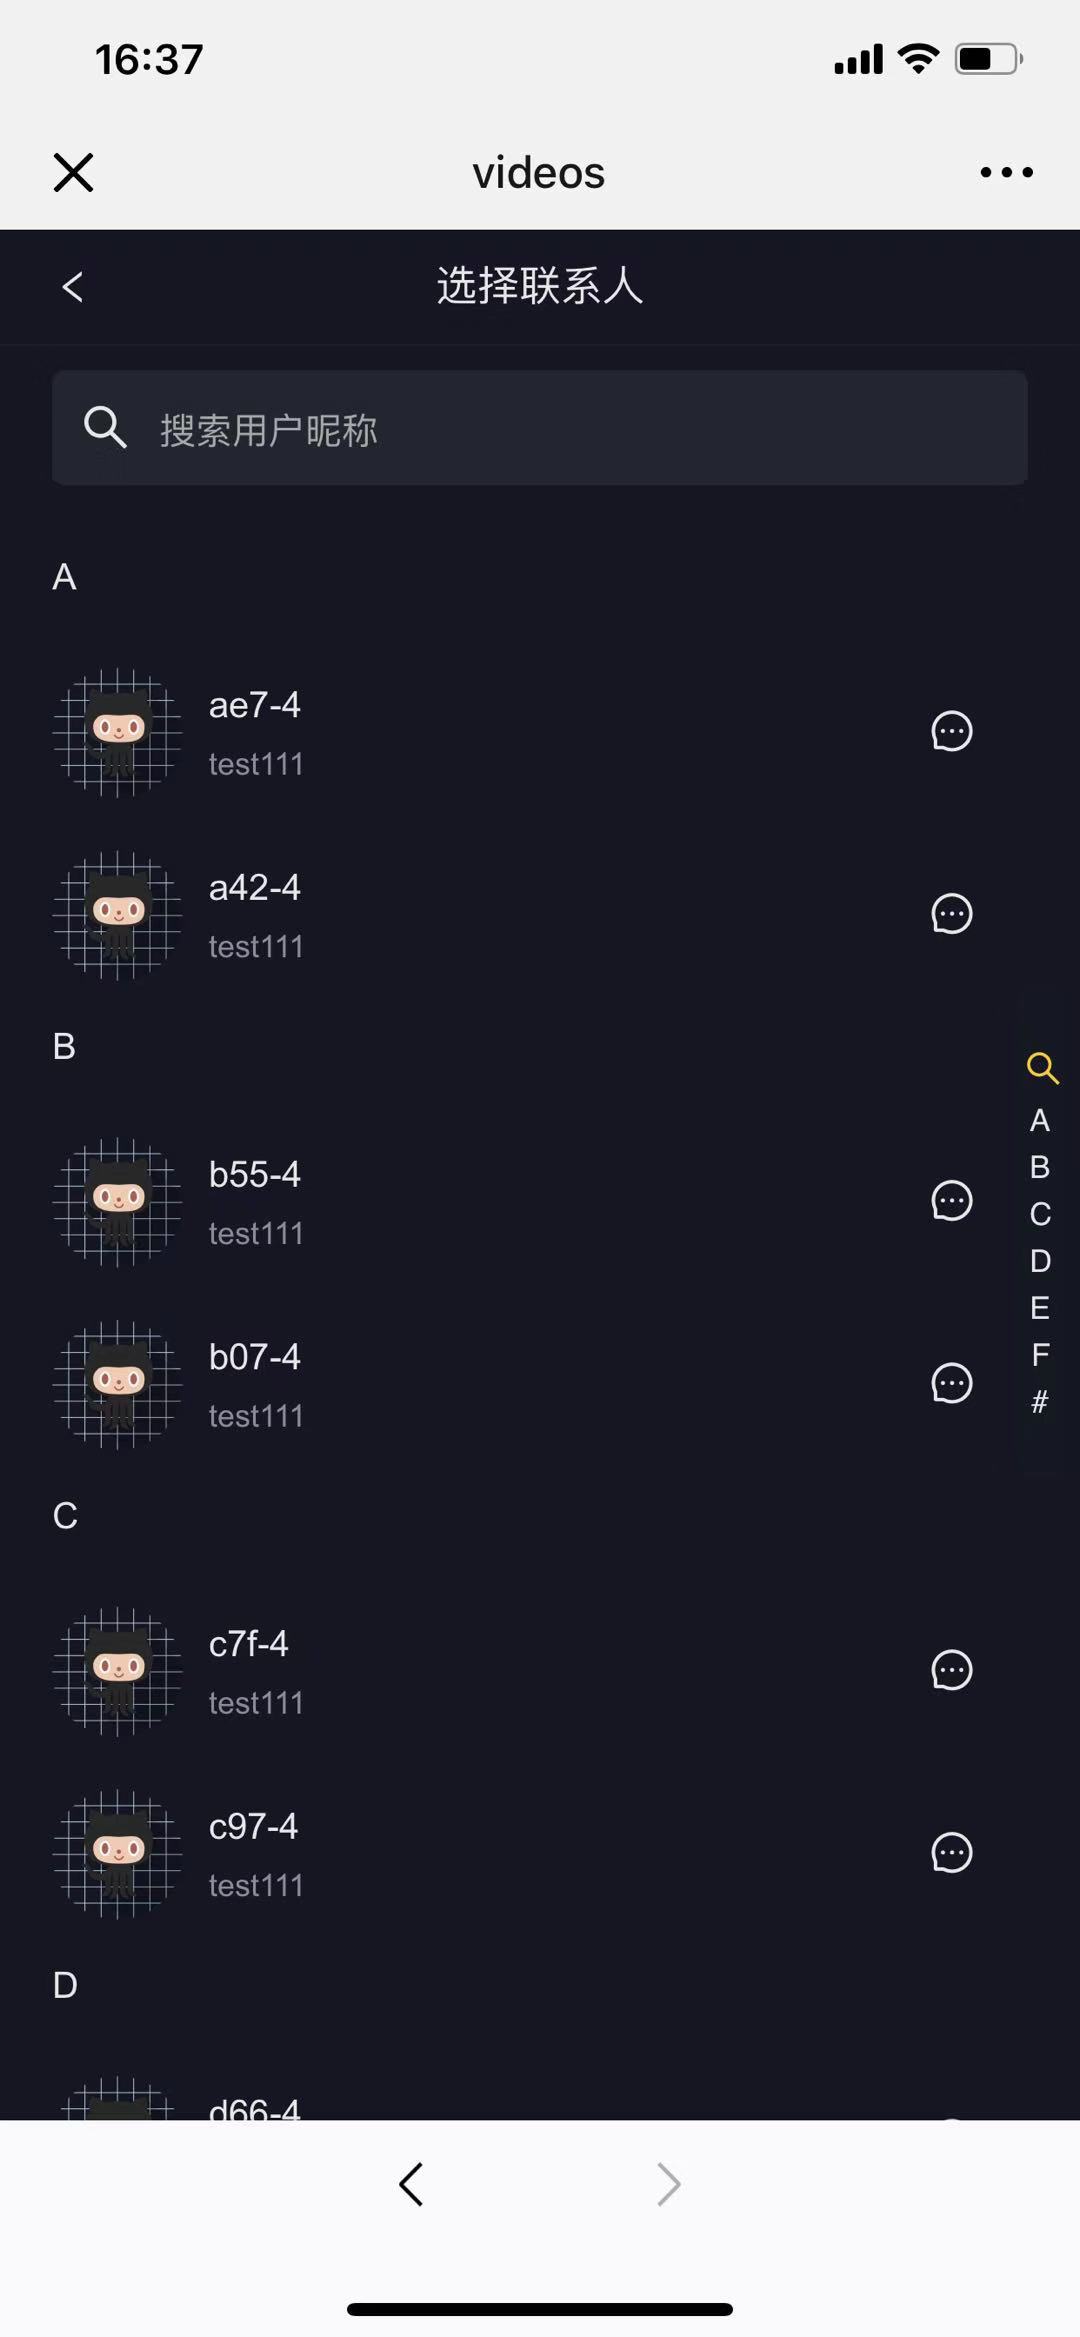 16:37
videos
选择联系人
搜索用户昵称
A
ae7-4
test111
a42-4
test111
B
b55-4
test111
b07-4
test111
C
c7f-4
test111
c97-4
test111
D
d66-4
A
B
C
D
E
F
#